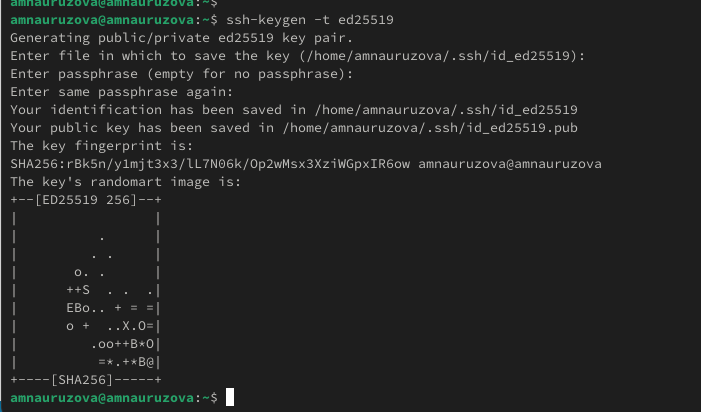 amnauruzova@amnauruzova:~$
amnauruzova@amnauruzova:~$ ssh-keygen -t ed25519
Generating public/private ed25519 key pair.
Enter file in which to save the key (/home/amnauruzova/.ssh/id_ed25519):
Enter passphrase (empty for no passphrase):
Enter same passphrase again:
Your identification has been saved in /home/amnauruzova/.ssh/id_ed25519
Your public key has been saved in /home/amnauruzova/.ssh/id_ed25519.pub
The key fingerprint is:
SHA256:rBk5n/y1mjt3x3/lL7N06k/Op2wMsx3XziWGpxIR6ow amnauruzova@amnauruzova
The key's randomart image is:
+--[ED25519 256]--+
|                 |
|          .      |
|         . .     |
|       o. .      |
|      ++S  . .  .|
|      EBo.. + = =|
|      o +  ..X.O=|
|         .oo++B*O|
|          =*.+*B@|
+----[SHA256]-----+
amnauruzova@amnauruzova:~$